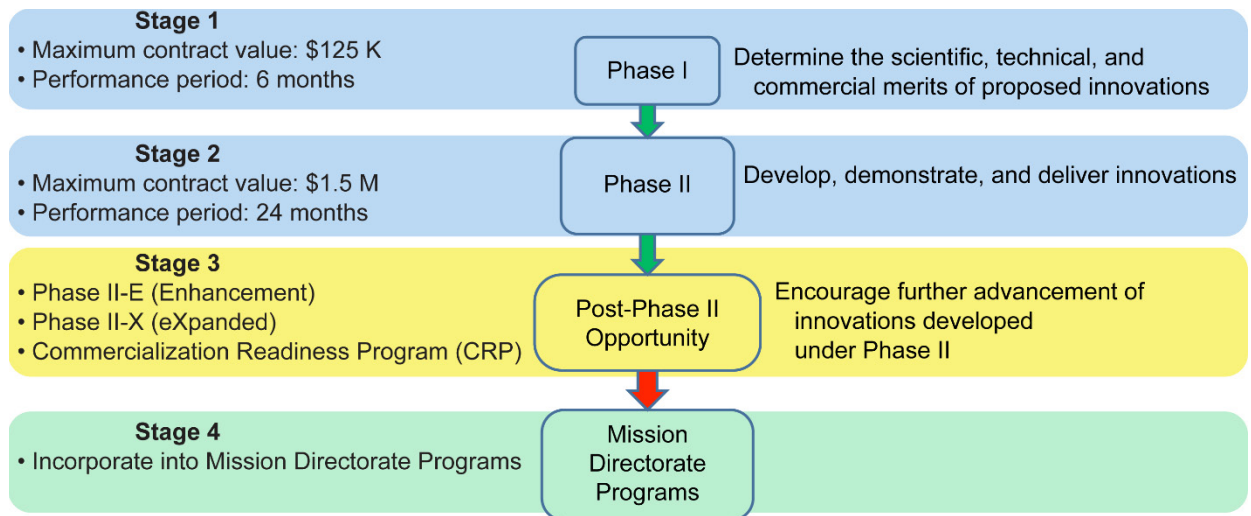 Stage 1
• Maximum contract value: $125 K
• Performance period: 6 months
Phase I
Determine the scientific, technical, and
commercial merits of proposed innovations
Stage 2
• Maximum contract value: $1.5 M
• Performance period: 24 months
Phase II
Develop, demonstrate, and deliver innovations
Stage 3
• Phase II-E (Enhancement)
• Phase II-X (eXpanded)
• Commercialization Readiness Program (CRP)
Post-Phase II
Opportunity
Encourage further advancement of
innovations developed
under Phase II
Stage 4
• Incorporate into Mission Directorate Programs
Mission
Directorate
Programs